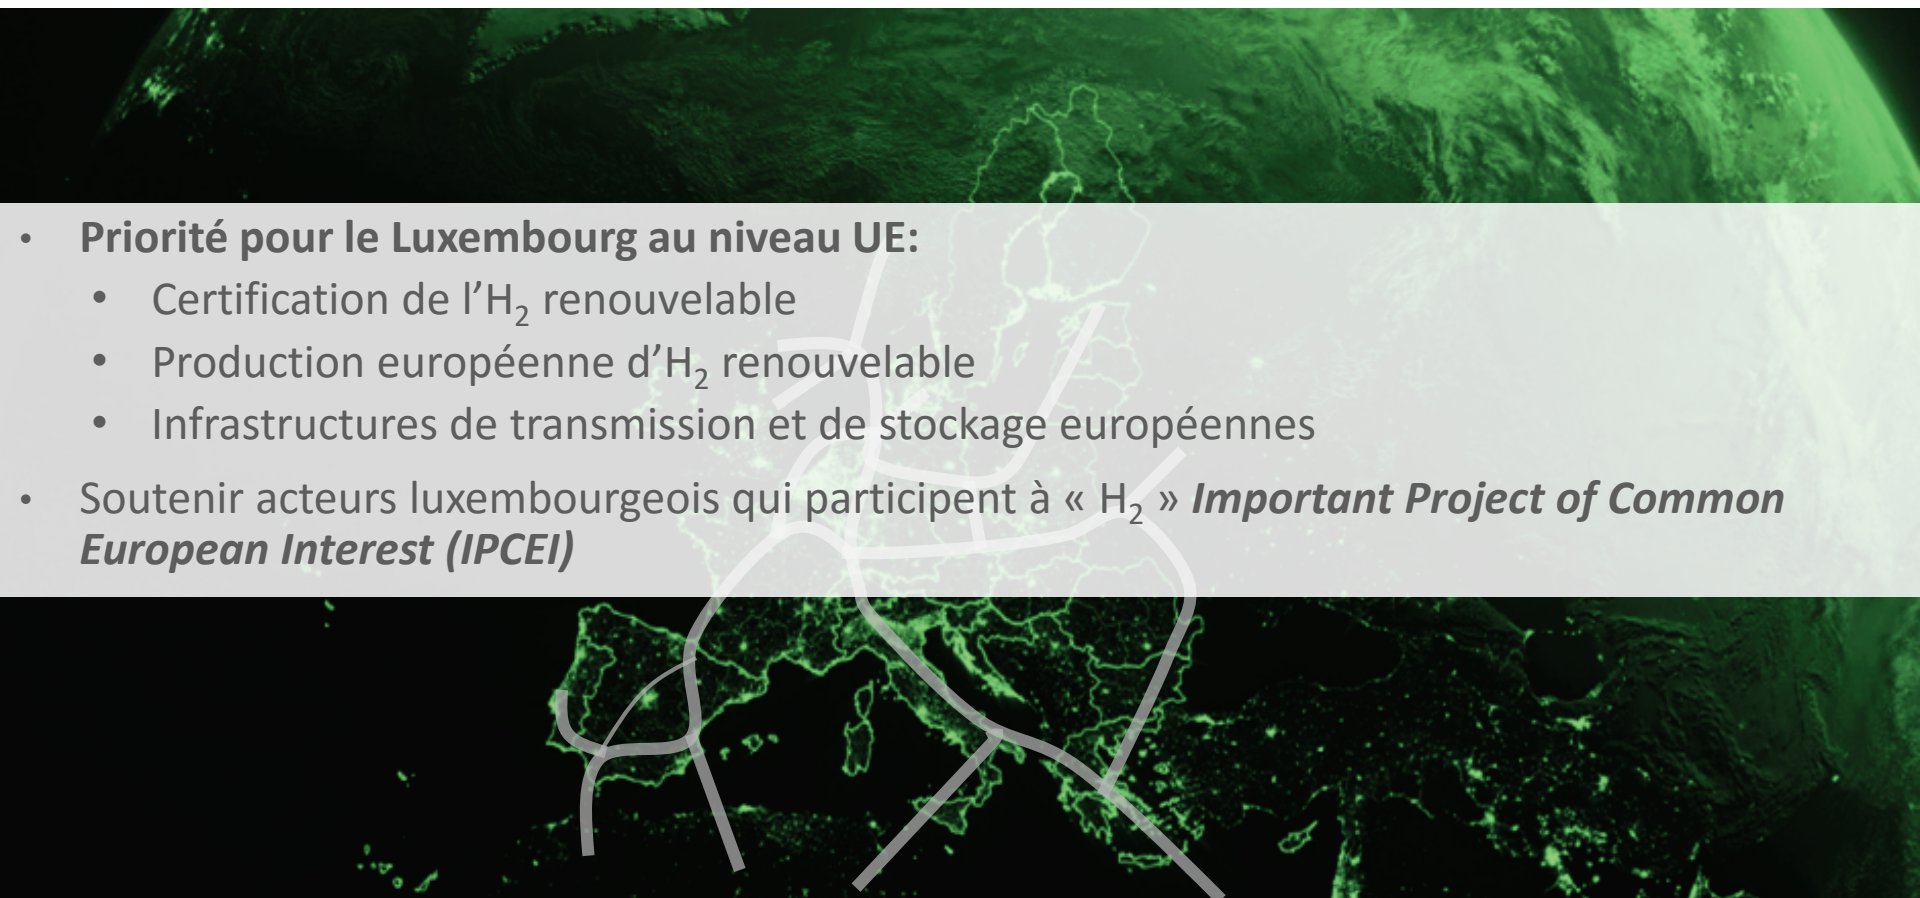 • Priorité pour le Luxembourg au niveau UE:
• Certification de l’H₂ renouvelable
• Production européenne d’H₂ renouvelable
• Infrastructures de transmission et de stockage européennes
• Soutenir acteurs luxembourgeois qui participent à « H₂ » Important Project of Common
European Interest (IPCEI)